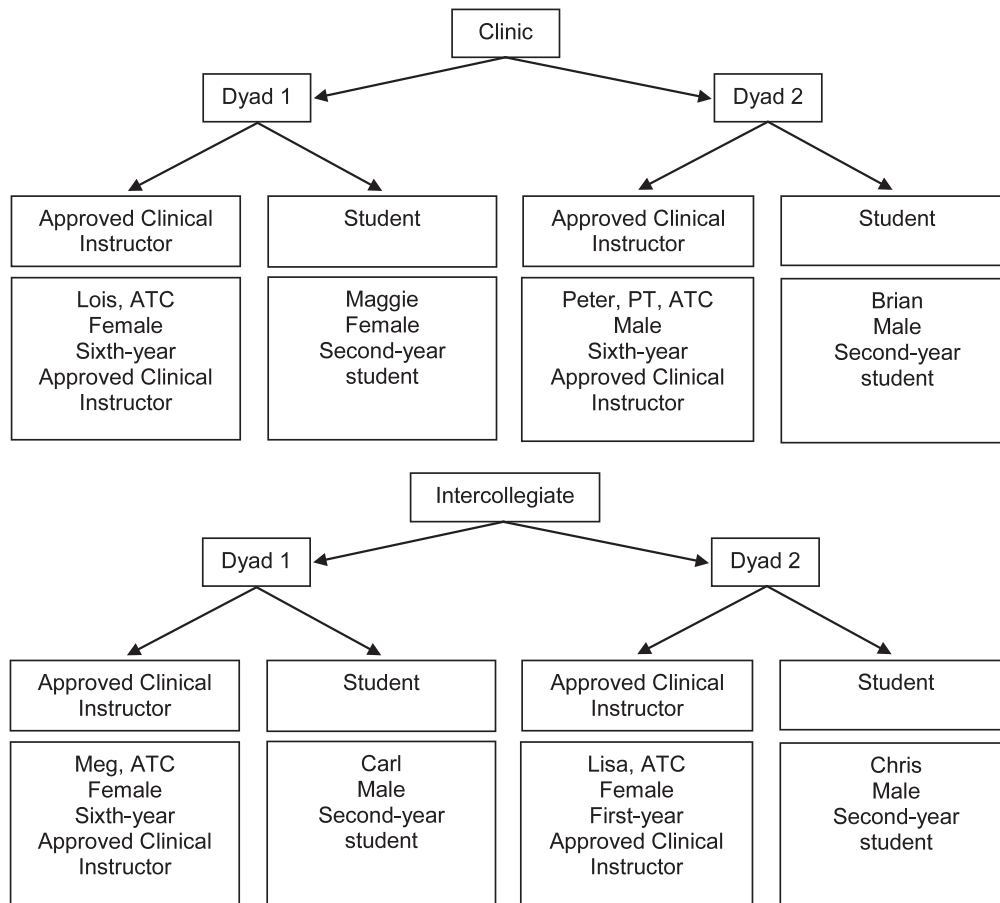 Clinic
Dyad 1
Dyad 2
Approved Clinical
Instructor
Student
Approved Clinical
Instructor
Student
Lois, ATC
Female
Sixth-year
Approved Clinical
Instructor
Maggie
Female
Second-year
student
Peter, PT, ATC
Male
Sixth-year
Approved Clinical
Instructor
Brian
Male
Second-year
student
Intercollegiate
Dyad 1
Dyad 2
Approved Clinical
Instructor
Student
Approved Clinical
Instructor
Student
Meg, ATC
Female
Sixth-year
Approved Clinical
Instructor
Carl
Male
Second-year
student
Lisa, ATC
Female
First-year
Approved Clinical
Instructor
Chris
Male
Second-year
student